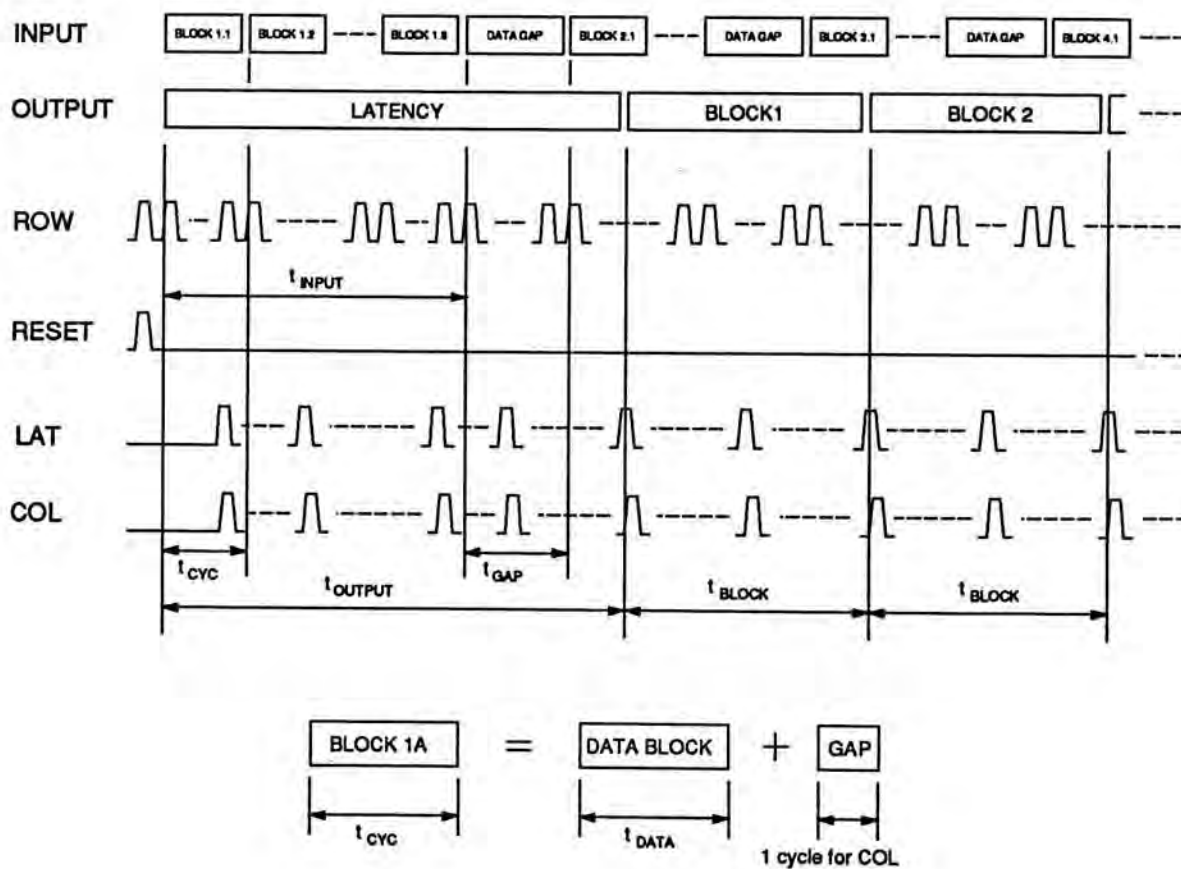 INPUT BLOCK 1.1 BLOCK 1.2 BLOCK 1.8 DATA GAP BLOCK 2.1 DATA GAP BLOCK 3.1 DATA GAP BLOCK 4.1
OUTPUT LATENCY BLOCK1 BLOCK 2
ROW
t INPUT
RESET
LAT
COL
t CYC t GAP
t OUTPUT t BLOCK t BLOCK
BLOCK 1A = DATA BLOCK + GAP
t CYC t DATA
1 cycle for COL